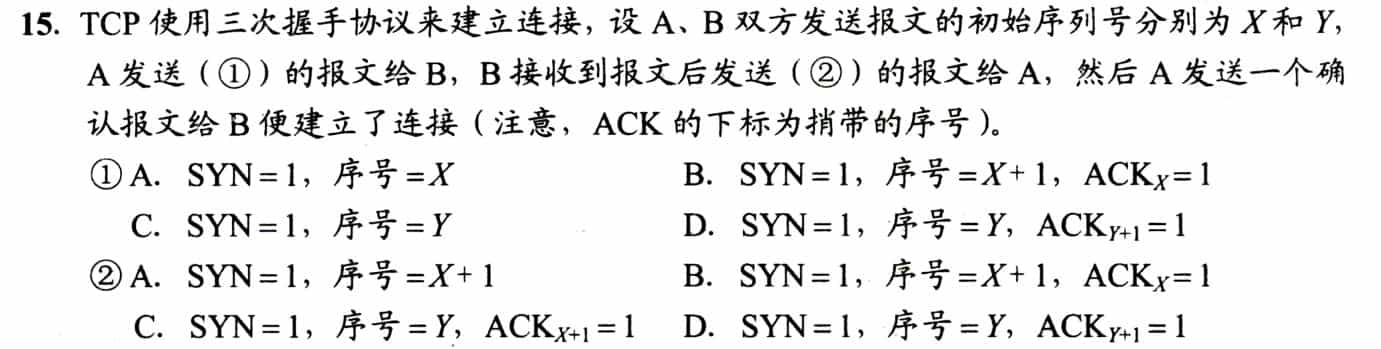 15. TCP 使用三次握手协议来建立连接，设 A、B 双方发送报文的初始序列号分别为 X 和 Y，
A 发送（①）的报文给 B，B 接收到报文后发送（②）的报文给 A，然后 A 发送一个确
认报文给 B 便建立了连接（注意，ACK 的下标为捎带的序号）。
① A. SYN = 1，序号 = X B. SYN = 1，序号 = X + 1，ACKX = 1
C. SYN = 1，序号 = Y D. SYN = 1，序号 = Y，ACKY+1 = 1
② A. SYN = 1，序号 = X + 1 B. SYN = 1，序号 = X + 1，ACKX = 1
C. SYN = 1，序号 = Y，ACKX+1 = 1 D. SYN = 1，序号 = Y，ACKY+1 = 1